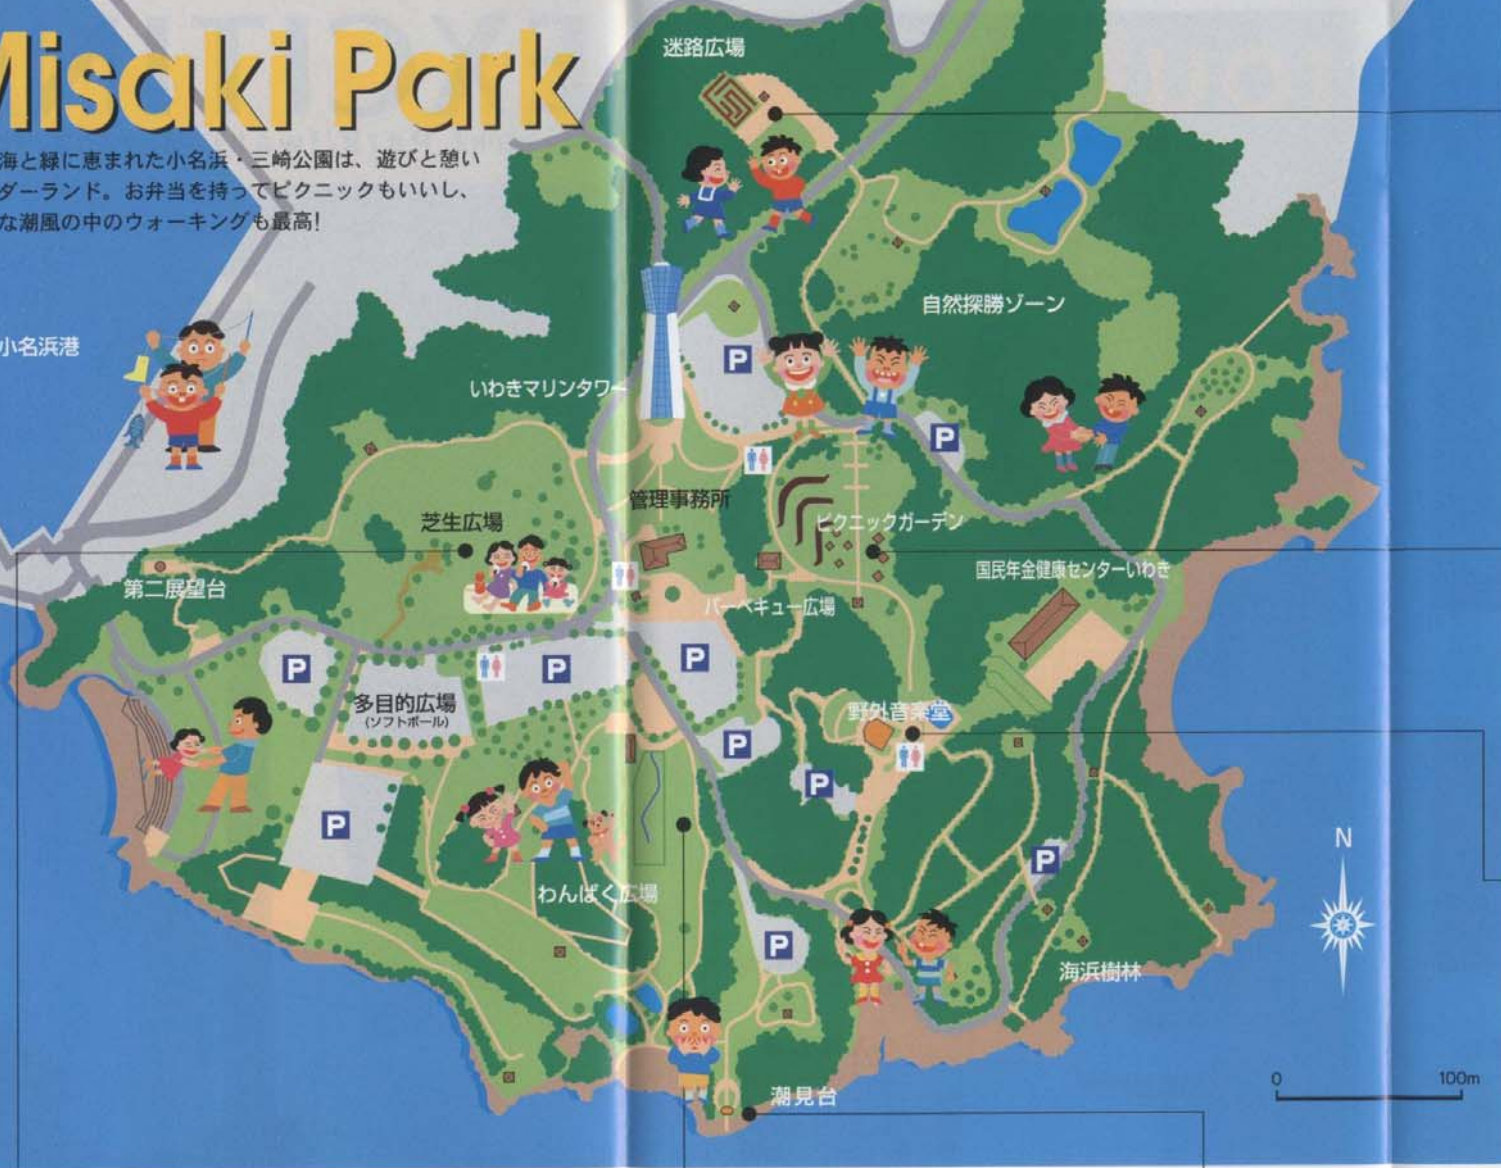 Misaki Park
海と緑に恵まれた小名浜・三崎公園は、遊びと憩い
ダーランド。お弁当を持ってピクニックもいいし、
な潮風の中のウォーキングも最高!
迷路広場
自然探勝ゾーン
小名浜港
いわきマリンタワー
P
P
管理事務所
芝生広場
ピクニックガーデン
国民年金健康センターいわき
第二展望台
バーベキュー広場
P
P
P
多目的広場
(ソフトボール)
野外音楽堂
P
P
P
P
わんぱく広場
P
海浜樹林
潮見台
N
0 100m